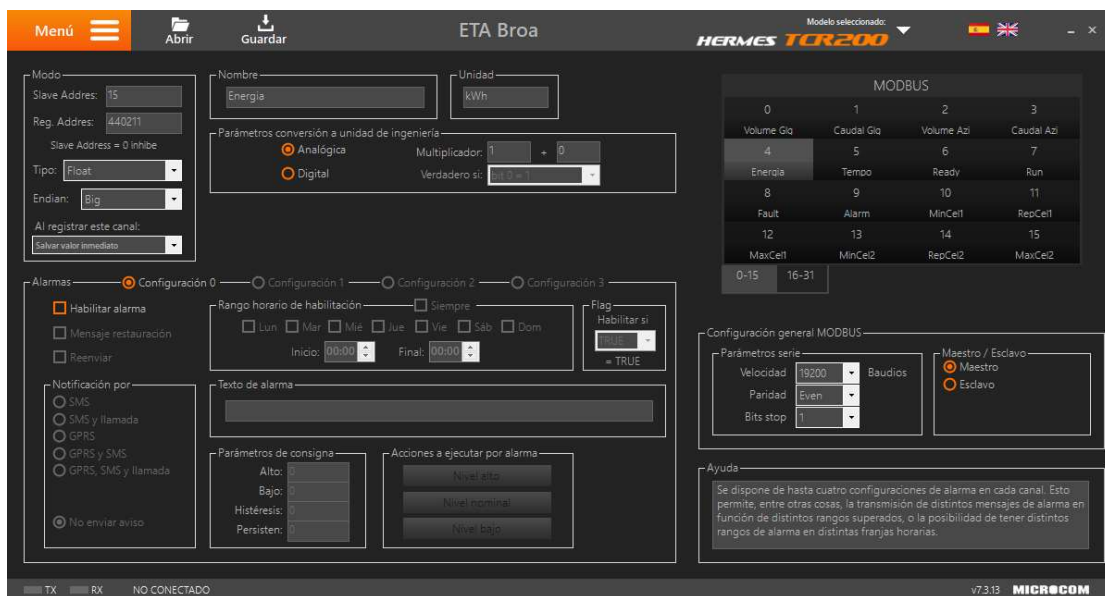 Menú
Abrir
Guardar
ETA Broa
Modelo seleccionado:
HERMES TCR200
Modo
Slave Addres: 15
Reg. Addres: 440211
Slave Address = 0 inhibe
Tipo: Float
Endian: Big
Al registrar este canal:
Salvar valor inmediato
Nombre
Energia
Unidad
kWh
Parámetros conversión a unidad de ingeniería
Analógica
Multiplicador: 1 + 0
Digital
Verdadero si: bit 0 = 1
MODBUS
0 1 2 3
Volume Glq Caudal Glq Volume Azi Caudal Azi
4 5 6 7
Energia Tempo Ready Run
8 9 10 11
Fault Alarm MinCel1 RepCel1
12 13 14 15
MaxCel1 MinCel2 RepCel2 MaxCel2
0-15 16-31
Alarmas Configuración 0 Configuración 1 Configuración 2 Configuración 3
Habilitar alarma
Mensaje restauración
Reenviar
Rango horario de habilitación Siempre
Lun Mar Mié Jue Vie Sáb Dom
Inicio: 00:00 Final: 00:00
Flag
Habilitar si
TRUE
= TRUE
Notificación por
SMS
SMS y llamada
GPRS
GPRS y SMS
GPRS, SMS y llamada
No enviar aviso
Texto de alarma
Parámetros de consigna
Alto: 0
Bajo: 0
Histéresis: 0
Persisten: 0
Acciones a ejecutar por alarma
Nivel alto
Nivel nominal
Nivel bajo
Configuración general MODBUS
Parámetros serie
Velocidad 19200 Baudios
Paridad Even
Bits stop 1
Maestro / Esclavo
Maestro
Esclavo
Ayuda
Se dispone de hasta cuatro configuraciones de alarma en cada canal. Esto
permite, entre otras cosas, la transmisión de distintos mensajes de alarma en
función de distintos rangos superados, o la posibilidad de tener distintos
rangos de alarma en distintas franjas horarias.
TX RX NO CONECTADO
v7.3.13 MICROCOM